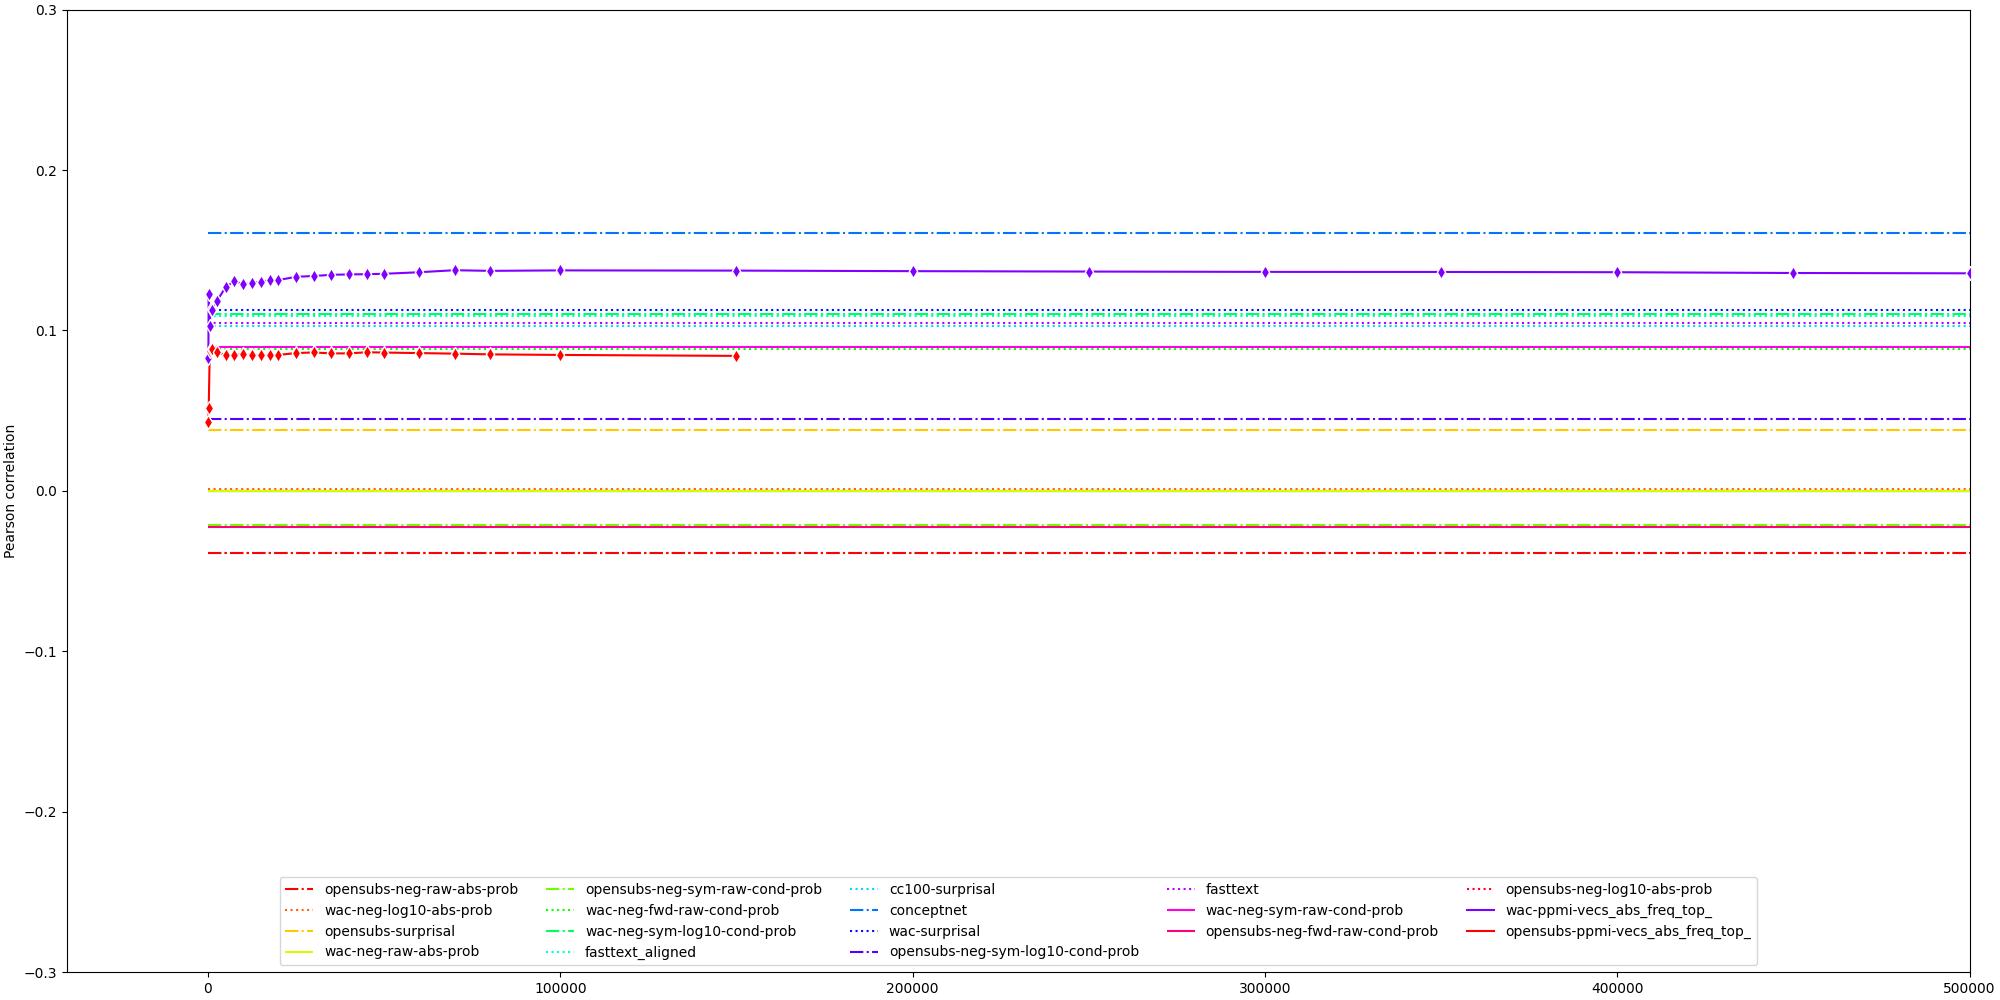 0.3
0.2
0.1
0.0
−0.1
−0.2
−0.3
Pearson correlation
opensubs-neg-raw-abs-prob
wac-neg-log10-abs-prob
opensubs-surprisal
wac-neg-raw-abs-prob
opensubs-neg-sym-raw-cond-prob
wac-neg-fwd-raw-cond-prob
wac-neg-sym-log10-cond-prob
fasttext_aligned
cc100-surprisal
conceptnet
wac-surprisal
opensubs-neg-sym-log10-cond-prob
fasttext
wac-neg-sym-raw-cond-prob
opensubs-neg-fwd-raw-cond-prob
opensubs-neg-log10-abs-prob
wac-ppmi-vecs_abs_freq_top_
opensubs-ppmi-vecs_abs_freq_top_
0
100000
200000
300000
400000
500000